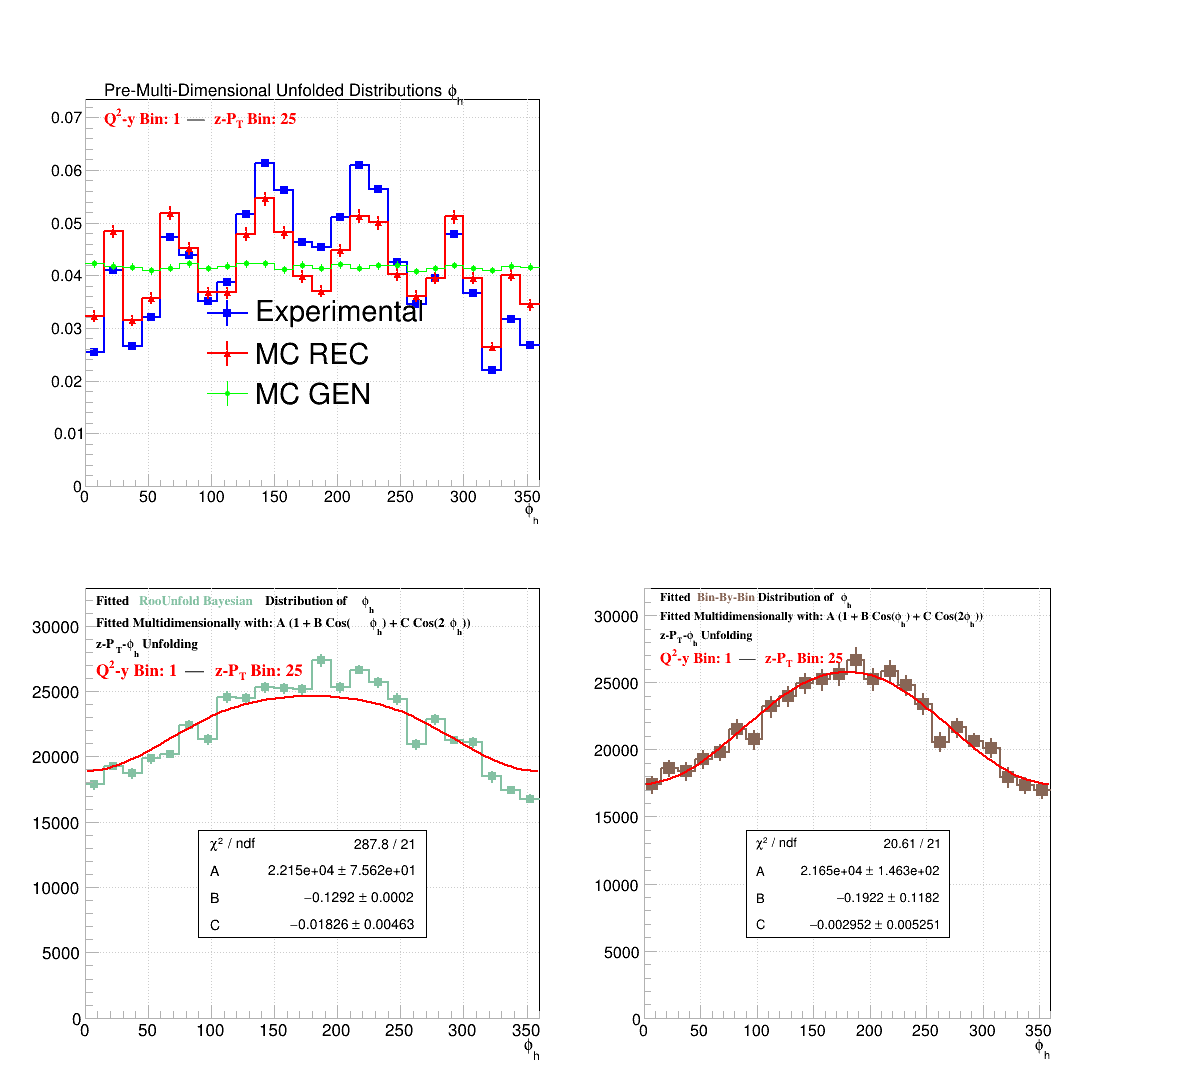 Pre-Multi-Dimensional Unfolded Distributions ϕh
Q²-y Bin: 1 — z-PT Bin: 25
0.07
0.06
0.05
0.04
0.03
0.02
0.01
0
Experimental
MC REC
MC GEN
0 50 100 150 200 250 300 350
ϕh
Fitted RooUnfold Bayesian Distribution of ϕh
Fitted Multidimensionally with: A (1 + B Cos( ϕh) + C Cos(2 ϕh))
z-PT-ϕh Unfolding
Q²-y Bin: 1 — z-PT Bin: 25
30000
25000
20000
15000
10000
5000
0
χ² / ndf 287.8 / 21
A 2.215e+04 ± 7.562e+01
B −0.1292 ± 0.0002
C −0.01826 ± 0.00463
0 50 100 150 200 250 300 350
ϕh
Fitted Bin-By-Bin Distribution of ϕh
Fitted Multidimensionally with: A (1 + B Cos(ϕh) + C Cos(2ϕh))
z-PT-ϕh Unfolding
Q²-y Bin: 1 — z-PT Bin: 25
30000
25000
20000
15000
10000
5000
0
χ² / ndf 20.61 / 21
A 2.165e+04 ± 1.463e+02
B −0.1922 ± 0.1182
C −0.002952 ± 0.005251
0 50 100 150 200 250 300 350
ϕh